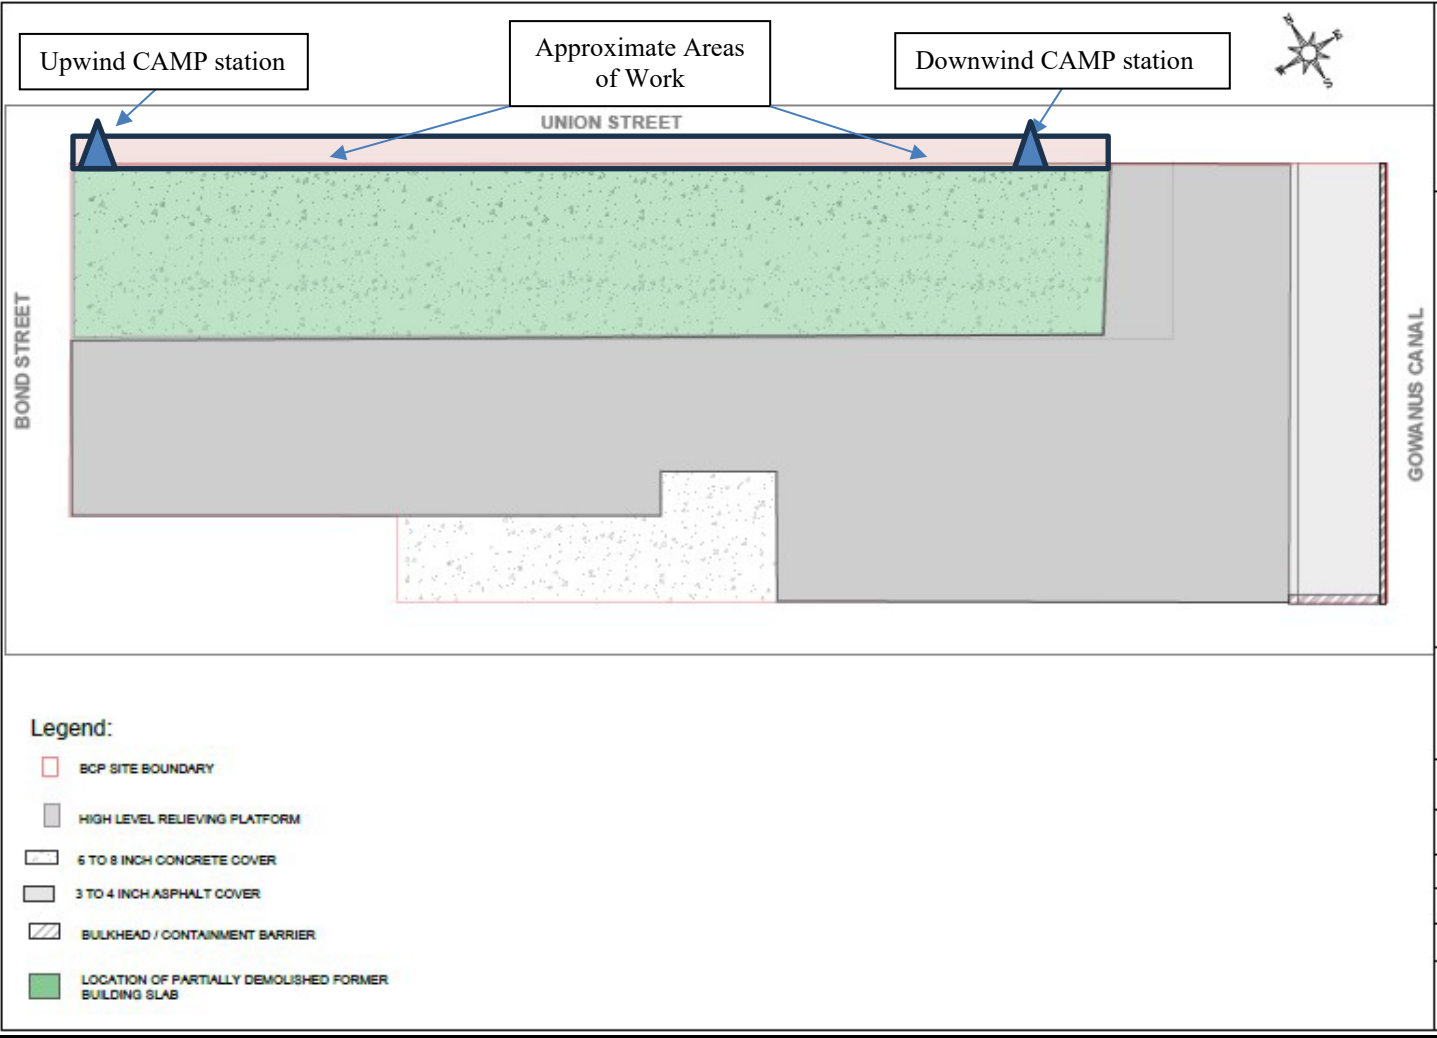 Upwind CAMP station
Approximate Areas
of Work
Downwind CAMP station
N
E
W
S
UNION STREET
BOND STREET
GOWANUS CANAL
Legend:
BCP SITE BOUNDARY
HIGH LEVEL RELIEVING PLATFORM
6 TO 8 INCH CONCRETE COVER
3 TO 4 INCH ASPHALT COVER
BULKHEAD / CONTAINMENT BARRIER
LOCATION OF PARTIALLY DEMOLISHED FORMER
BUILDING SLAB